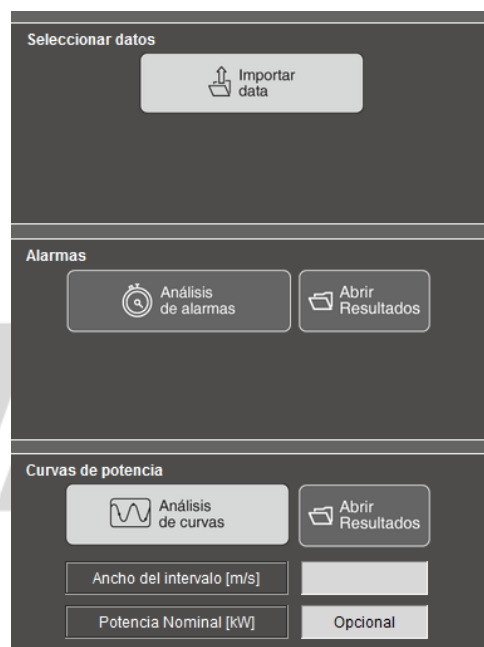 Seleccionar datos
Importar
data
Alarmas
Análisis
de alarmas
Abrir
Resultados
Curvas de potencia
Análisis
de curvas
Abrir
Resultados
Ancho del intervalo [m/s]
Potencia Nominal [kW]
Opcional